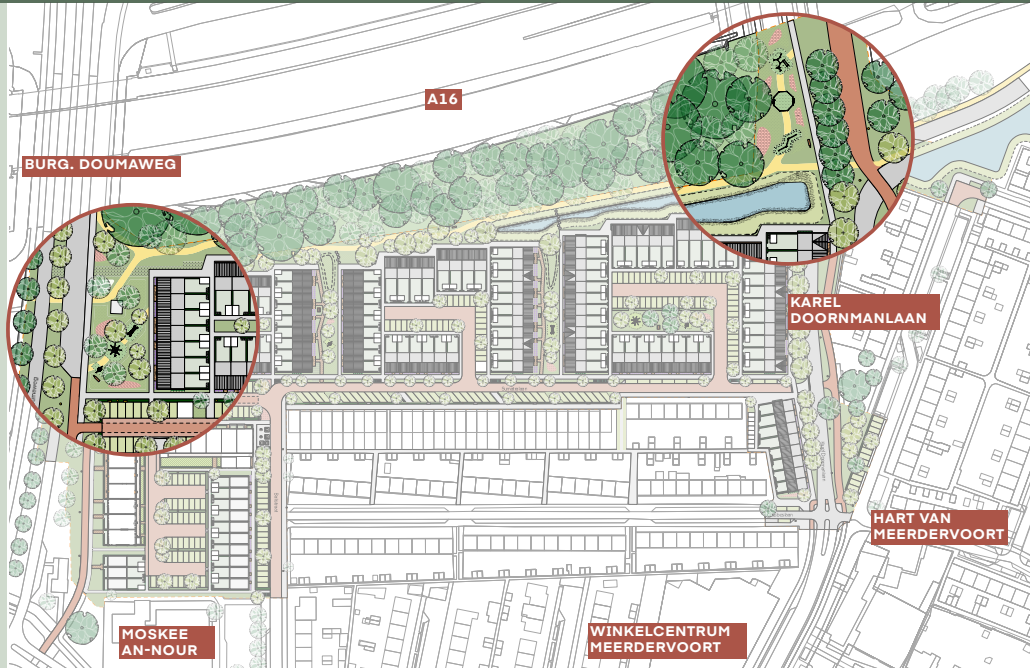 A16
BURG. DOUMAWEG
KAREL
DOORNMANLAAN
HART VAN
MEERDERVOORT
MOSKEE
AN-NOUR
WINKELCENTRUM
MEERDERVOORT